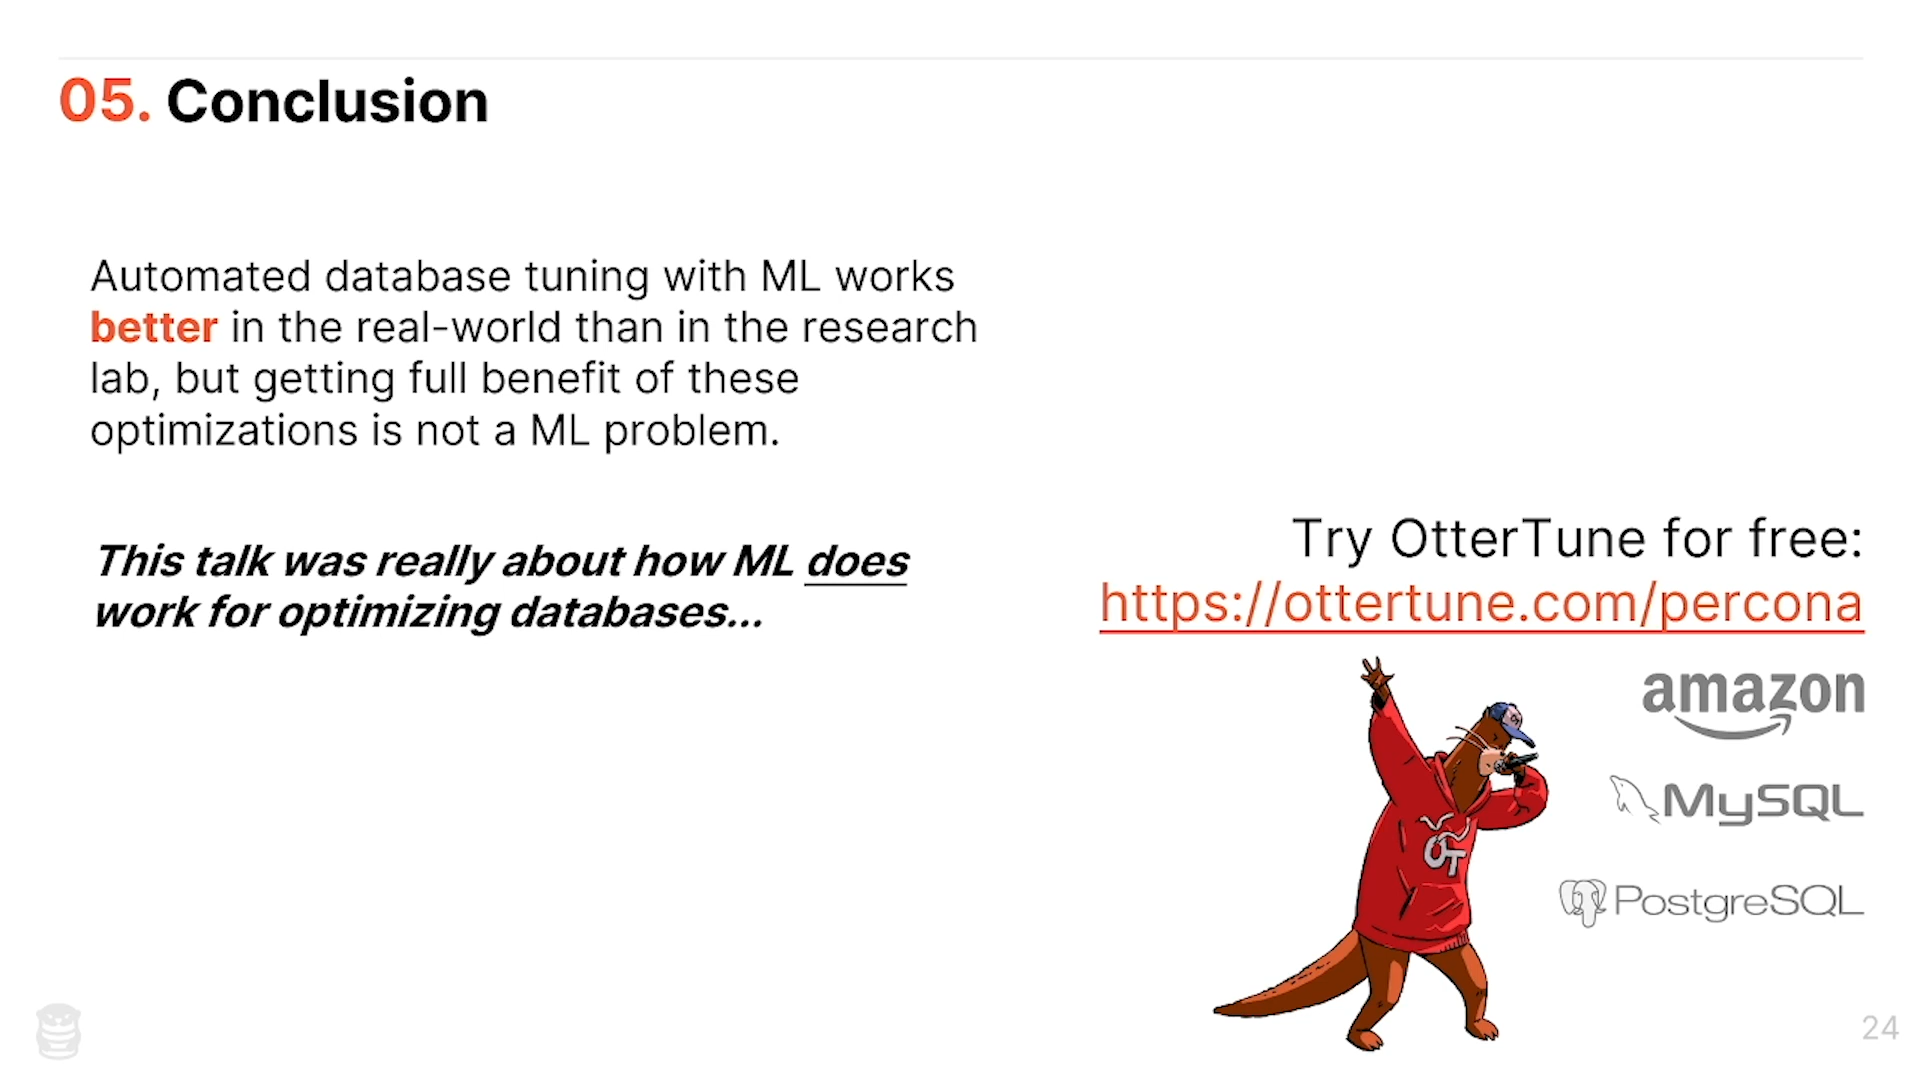 05. Conclusion
Automated database tuning with ML works
better in the real-world than in the research
lab, but getting full benefit of these
optimizations is not a ML problem.
This talk was really about how ML does
work for optimizing databases...
Try OtterTune for free:
https://ottertune.com/percona
amazon
MySQL
PostgreSQL
OT
24